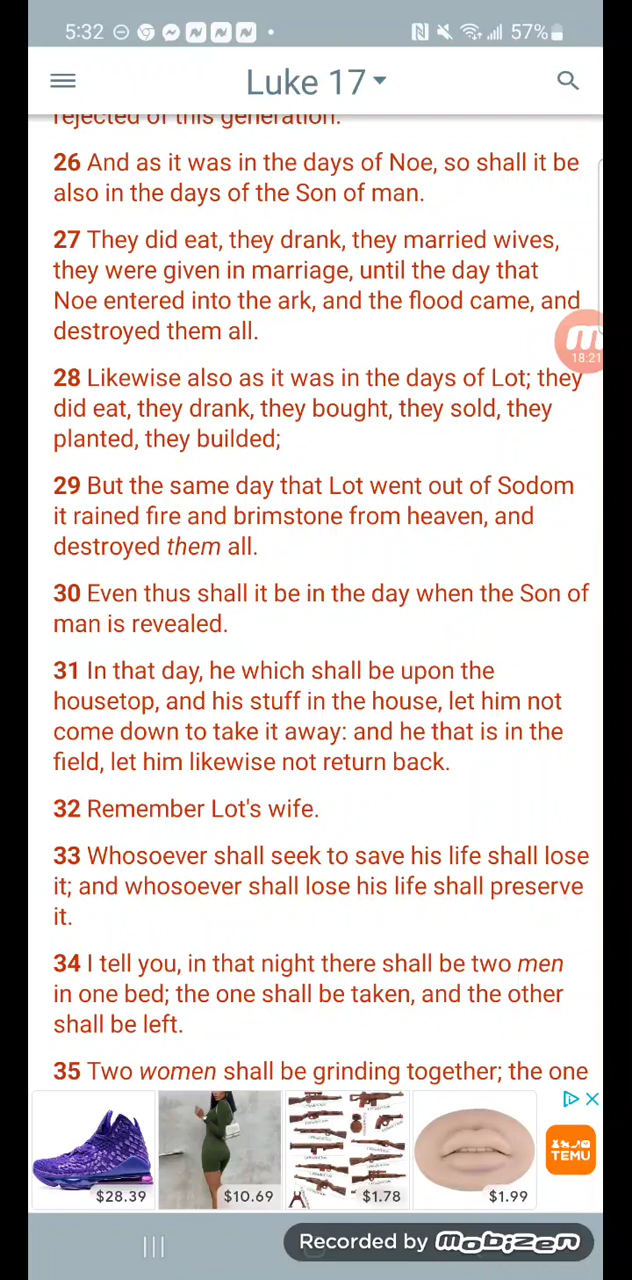 5:32
57%
Luke 17
rejected of this generation.
26 And as it was in the days of Noe, so shall it be
also in the days of the Son of man.
27 They did eat, they drank, they married wives,
they were given in marriage, until the day that
Noe entered into the ark, and the flood came, and
destroyed them all.
18:21
28 Likewise also as it was in the days of Lot; they
did eat, they drank, they bought, they sold, they
planted, they builded;
29 But the same day that Lot went out of Sodom
it rained fire and brimstone from heaven, and
destroyed them all.
30 Even thus shall it be in the day when the Son of
man is revealed.
31 In that day, he which shall be upon the
housetop, and his stuff in the house, let him not
come down to take it away: and he that is in the
field, let him likewise not return back.
32 Remember Lot's wife.
33 Whosoever shall seek to save his life shall lose
it; and whosoever shall lose his life shall preserve
it.
34 I tell you, in that night there shall be two men
in one bed; the one shall be taken, and the other
shall be left.
35 Two women shall be grinding together; the one
$28.39
$10.69
$1.78
$1.99
TEMU
Recorded by mobizen